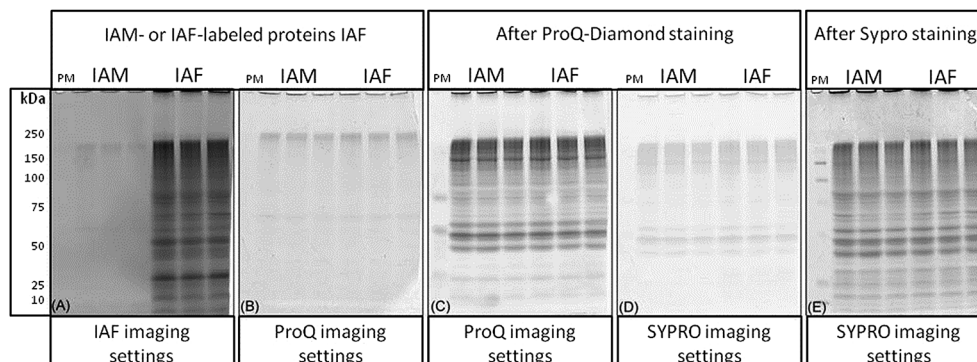 IAM- or IAF-labeled proteins IAF
After ProQ-Diamond staining
After Sypro staining
PM IAM IAF
PM IAM IAF
PM IAM IAF
PM IAM IAF
IAM IAF
kDa
250
150
100
75
50
25
10
(A)
(B)
(C)
(D)
(E)
IAF imaging
settings
ProQ imaging
settings
ProQ imaging
settings
SYPRO imaging
settings
SYPRO imaging
settings